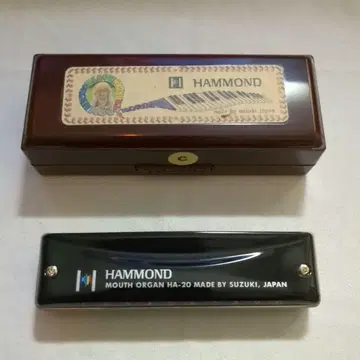 HAMMOND
C
HAMMOND
MOUTH ORGAN HA-20 MADE BY SUZUKI, JAPAN